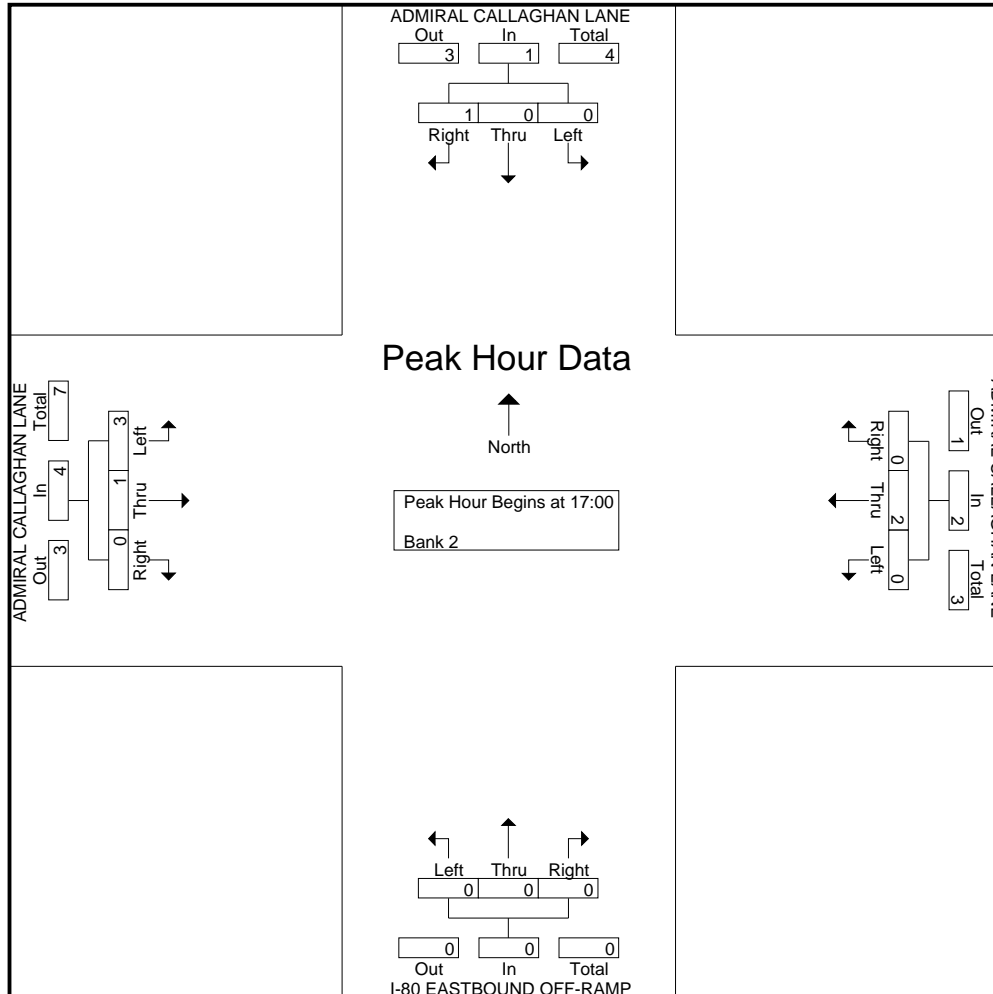 ADMIRAL CALLAGHAN LANE
Out In Total
3 1 4
1 0 0
Right Thru Left
Peak Hour Data
North
Peak Hour Begins at 17:00
Bank 2
ADMIRAL CALLAGHAN LANE
Out In Total
3 4 7
Right Thru Left
0 1 3
Right Thru Left
0 2 0
Out In Total
1 2 3
Left Thru Right
0 0 0
0 0 0
Out In Total
I-80 EASTBOUND OFF-RAMP